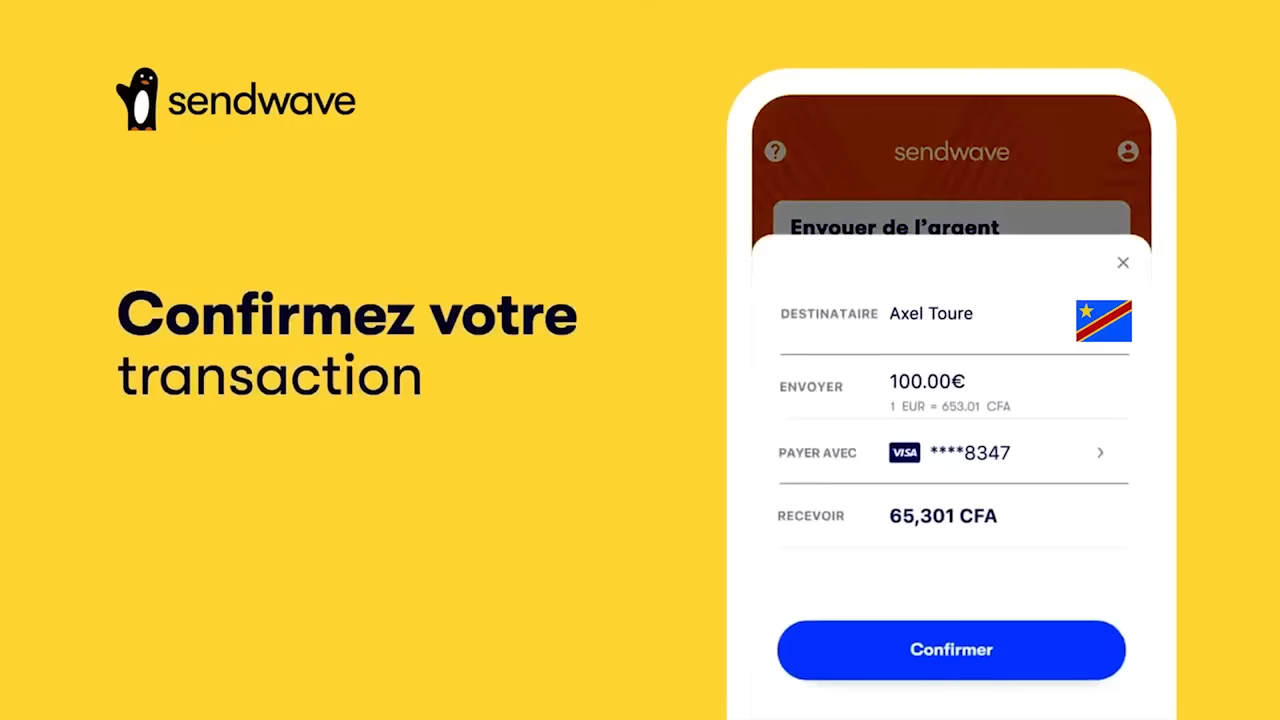 sendwave
Confirmez votre
transaction
?
sendwave
Envoyer de l'argent
DESTINATAIRE Axel Toure
ENVOYER 100.00€
1 EUR = 653.01 CFA
PAYER AVEC VISA ****8347
RECEVOIR 65,301 CFA
Confirmer